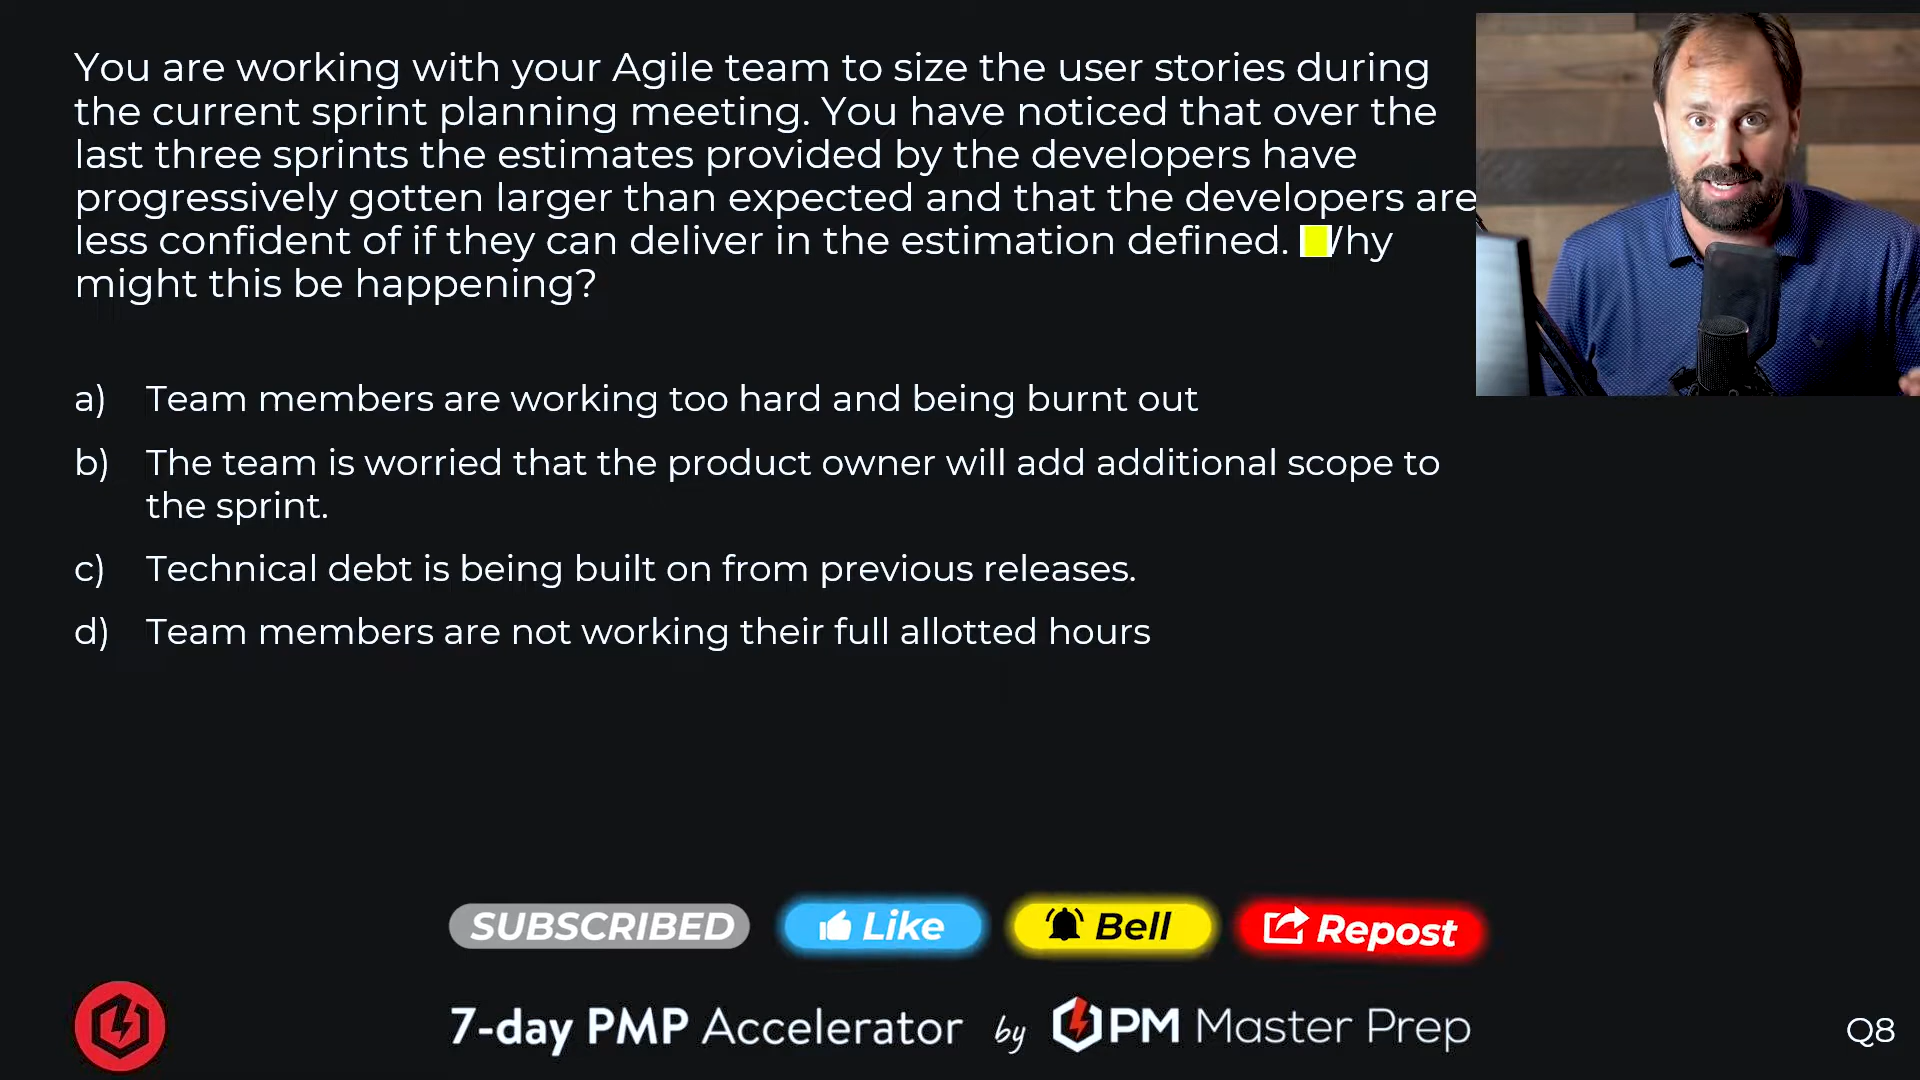 You are working with your Agile team to size the user stories during
the current sprint planning meeting. You have noticed that over the
last three sprints the estimates provided by the developers have
progressively gotten larger than expected and that the developers are
less confident of if they can deliver in the estimation defined. Why
might this be happening?
a) Team members are working too hard and being burnt out
b) The team is worried that the product owner will add additional scope to
the sprint.
c) Technical debt is being built on from previous releases.
d) Team members are not working their full allotted hours
SUBSCRIBED Like Bell Repost
7-day PMP Accelerator by PM Master Prep
Q8